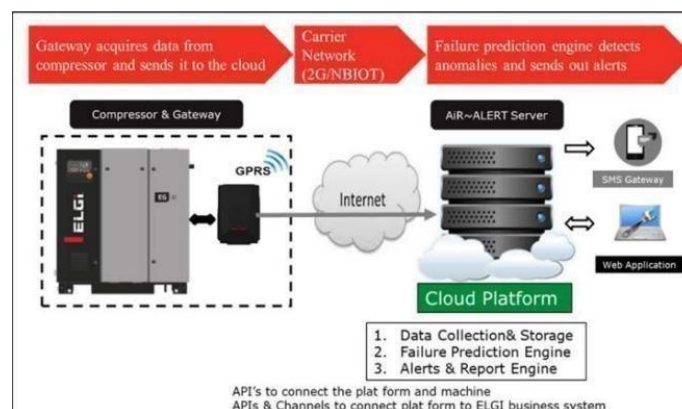 Gateway acquires data from
compressor and sends it to the cloud
Carrier
Network
(2G/NBIOT)
Failure prediction engine detects
anomalies and sends out alerts
Compressor & Gateway
AiR~ALERT Server
GPRS
ELGi
EG
Internet
SMS Gateway
Web Application
Cloud Platform
1. Data Collection& Storage
2. Failure Prediction Engine
3. Alerts & Report Engine
API's to connect the plat form and machine
APIs & Channels to connect plat form to ELGI business system